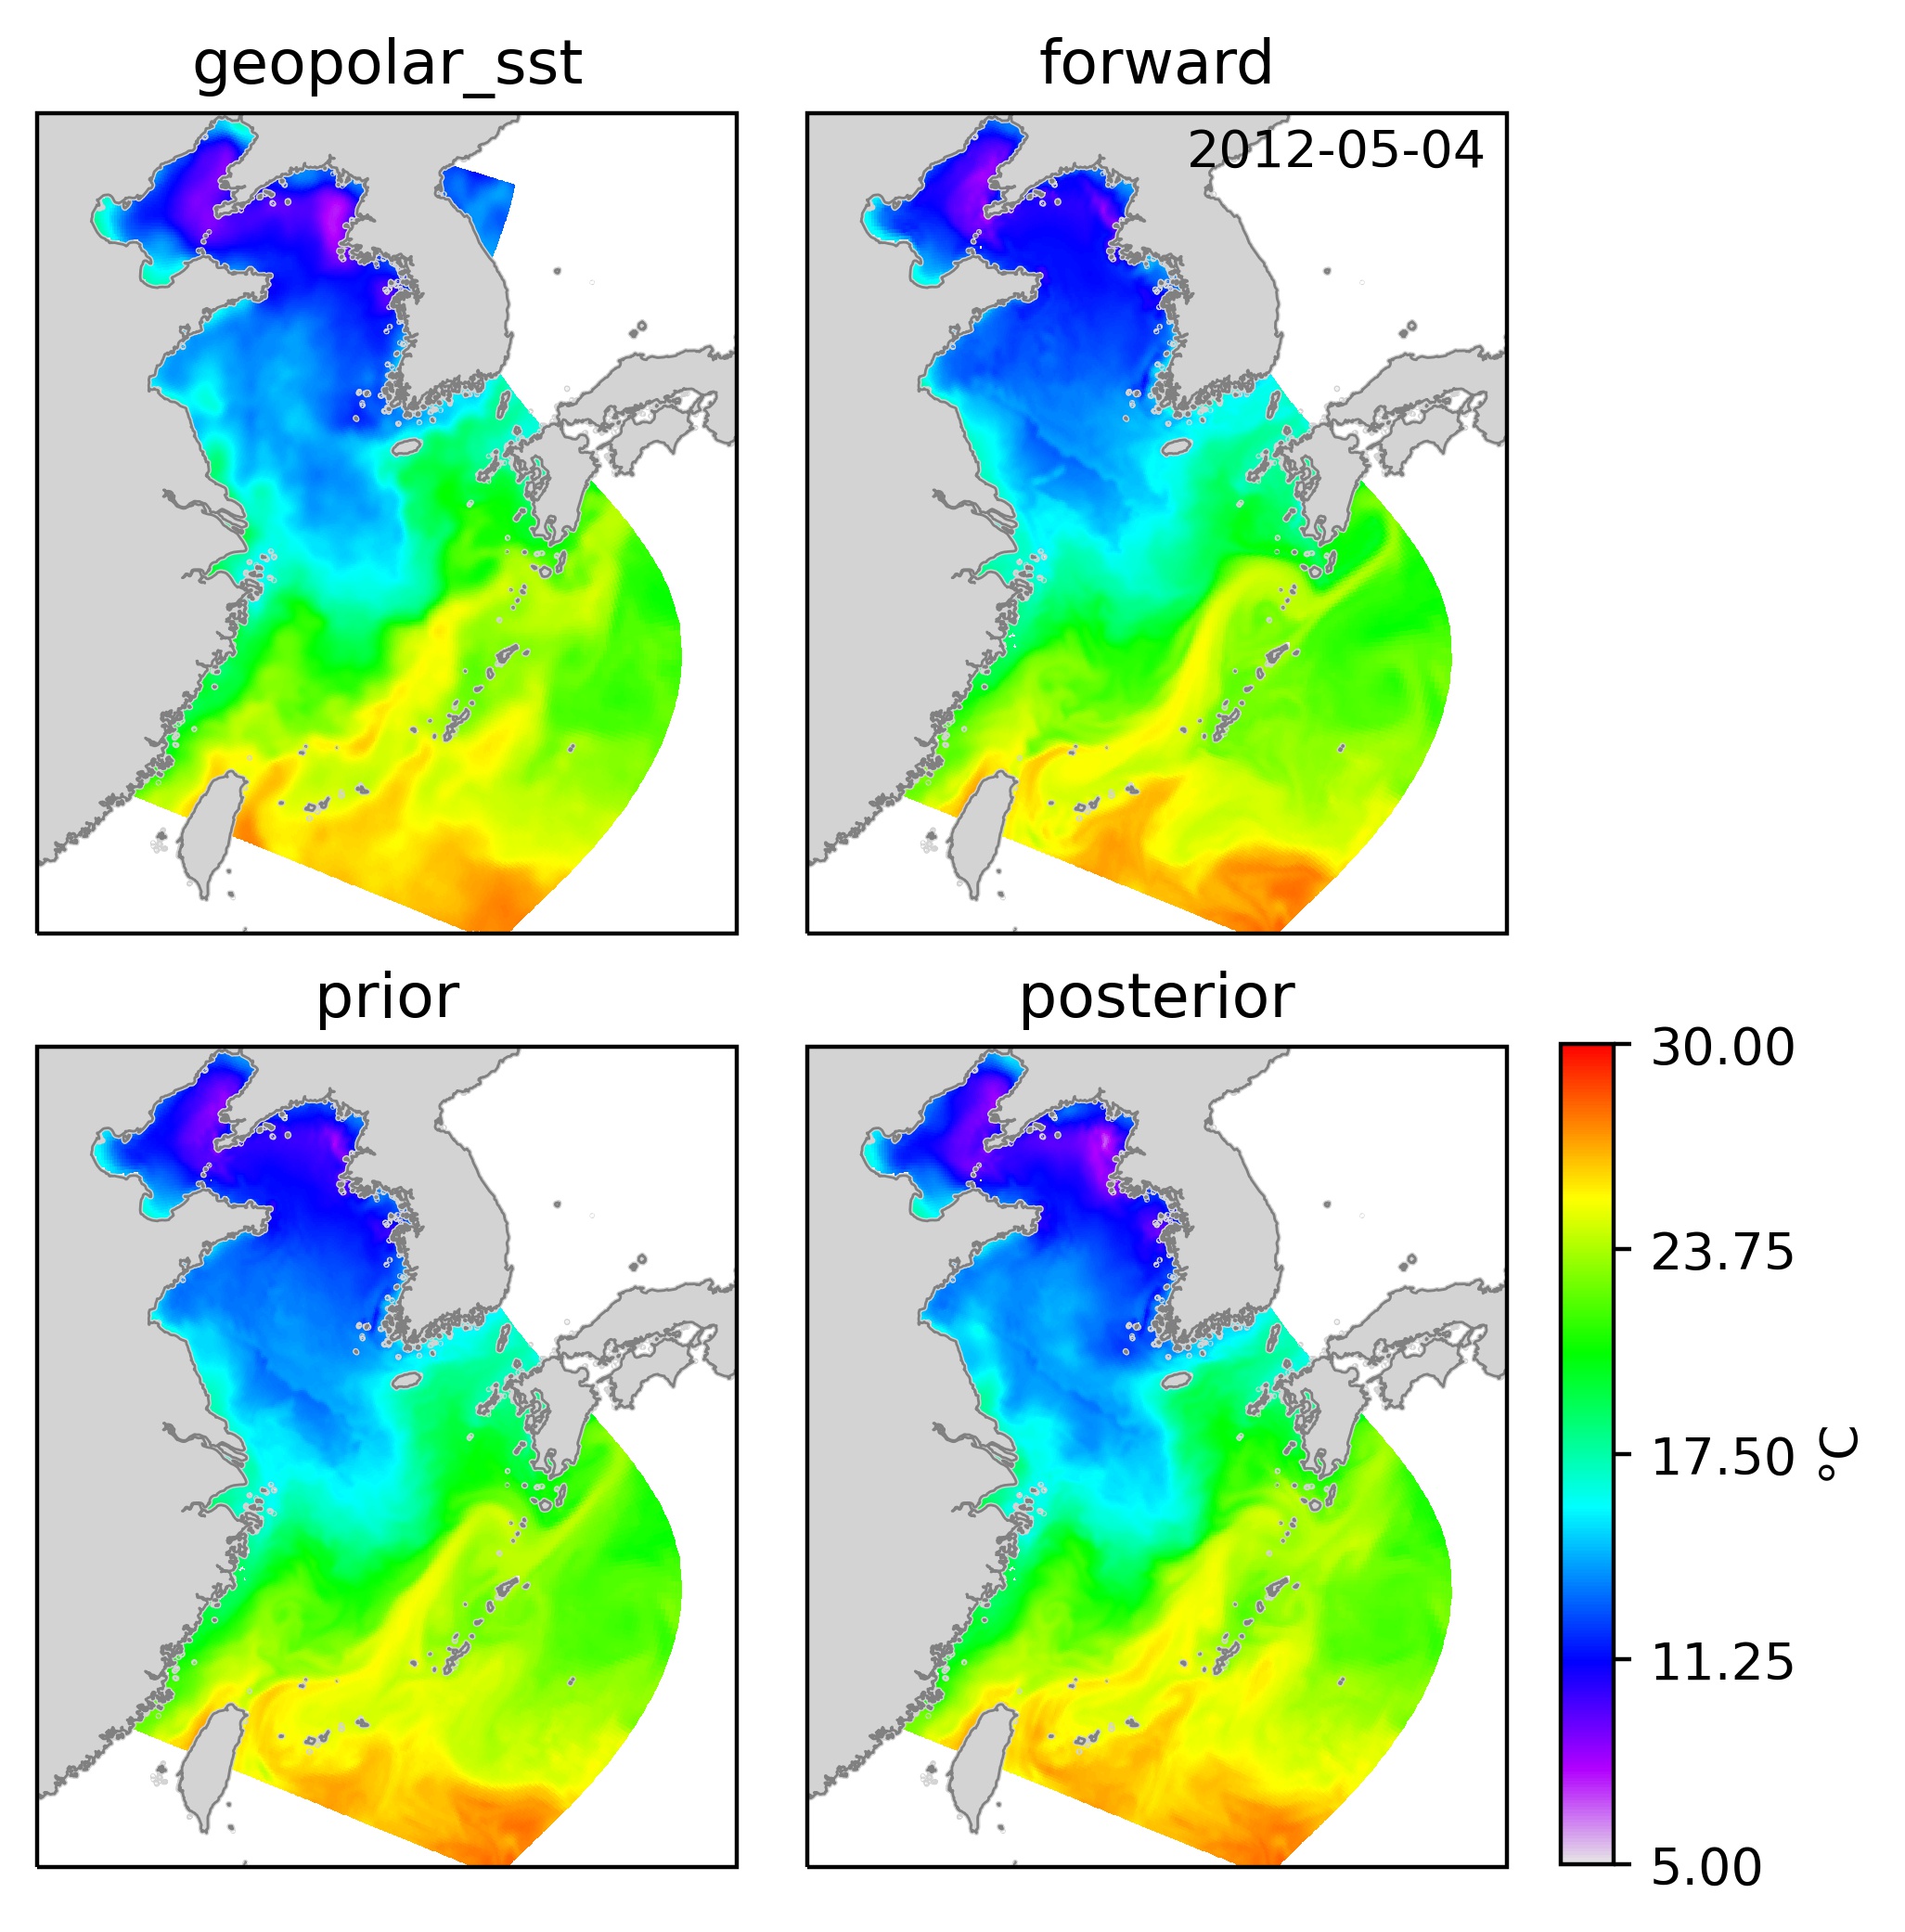 geopolar_sst
forward
2012-05-04
prior
posterior
30.00
23.75
17.50
11.25
5.00
°C